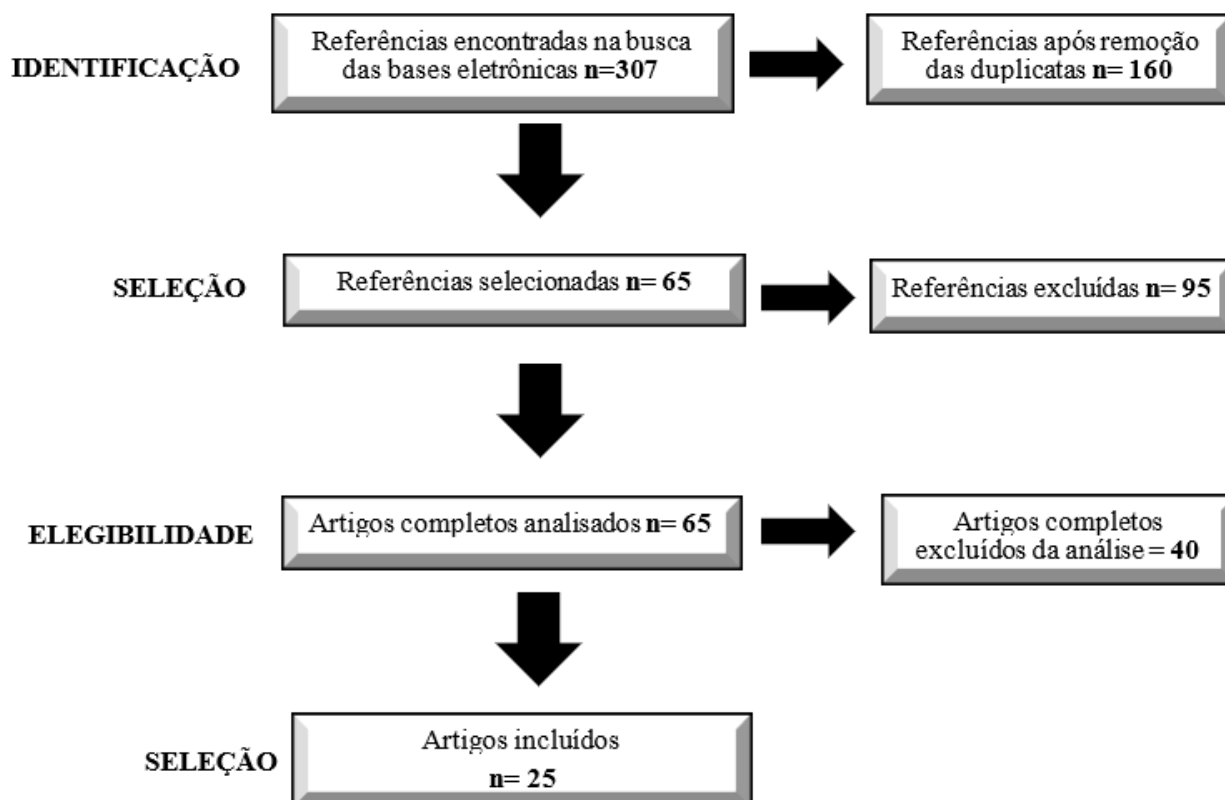 IDENTIFICAÇÃO
Referências encontradas na busca
das bases eletrônicas n=307
Referências após remoção
das duplicatas n= 160
SELEÇÃO
Referências selecionadas n= 65
Referências excluídas n= 95
ELEGIBILIDADE
Artigos completos analisados n= 65
Artigos completos
excluídos da análise = 40
SELEÇÃO
Artigos incluídos
n= 25